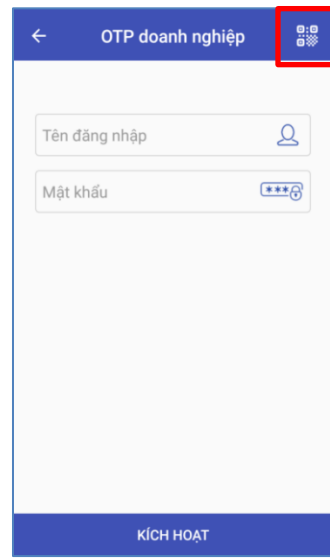 OTP doanh nghiệp
Tên đăng nhập
Mật khẩu
***
KÍCH HOẠT